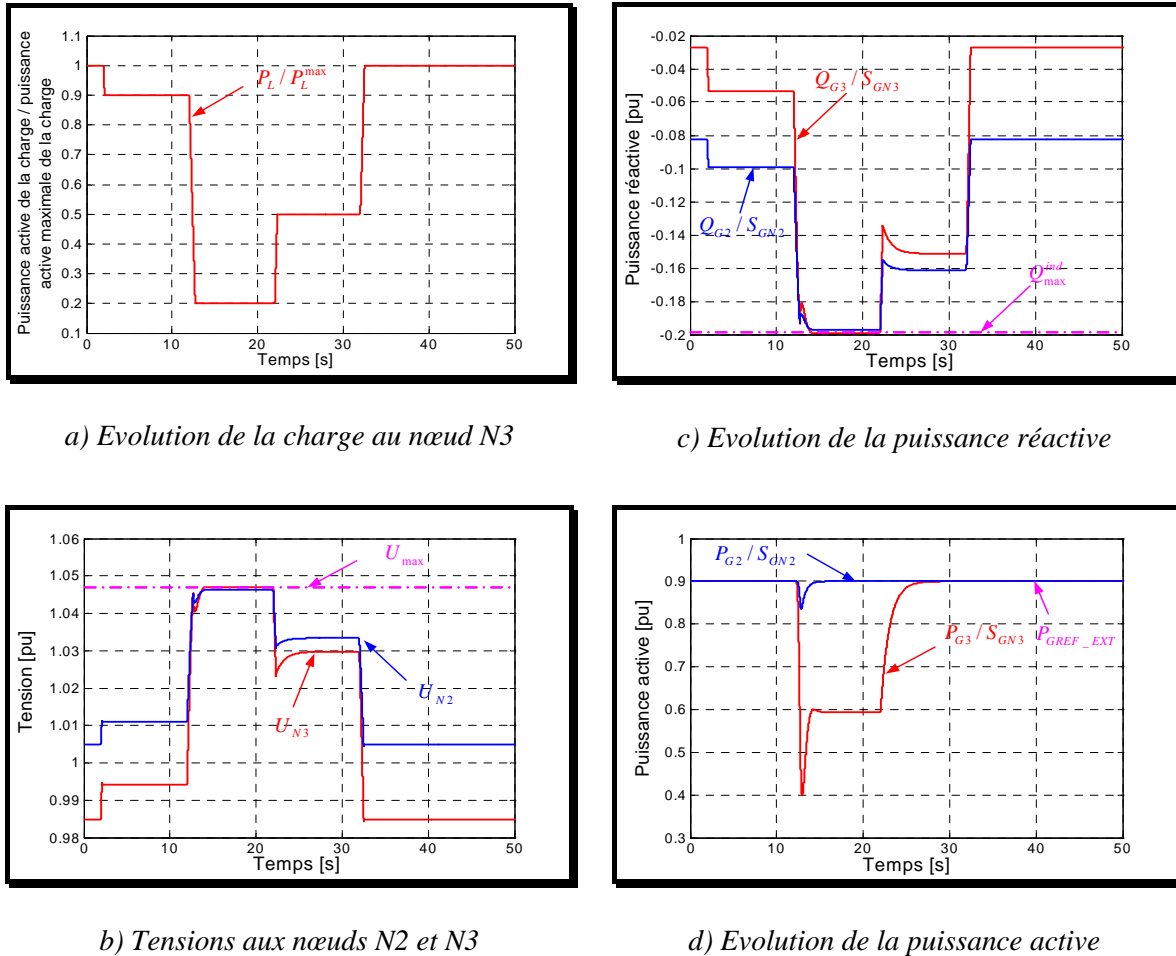 Puissance active de la charge / puissance
active maximale de la charge
1.1
1
0.9
0.8
0.7
0.6
0.5
0.4
0.3
0.2
0.1
P_L / P_L^max
0 10 20 30 40 50
Temps [s]
a) Evolution de la charge au nœud N3
Puissance réactive [pu]
-0.02
-0.04
-0.06
-0.08
-0.1
-0.12
-0.14
-0.16
-0.18
-0.2
Q_G3 / S_GN3
Q_G2 / S_GN2
Q_max^ind
0 10 20 30 40 50
Temps [s]
c) Evolution de la puissance réactive
Tension [pu]
1.06
1.05
1.04
1.03
1.02
1.01
1
0.99
0.98
U_max
U_N2
U_N3
0 10 20 30 40 50
Temps [s]
b) Tensions aux nœuds N2 et N3
Puissance active [pu]
1
0.9
0.8
0.7
0.6
0.5
0.4
0.3
P_G2 / S_GN2
P_G3 / S_GN3
P_GREF_EXT
0 10 20 30 40 50
Temps [s]
d) Evolution de la puissance active